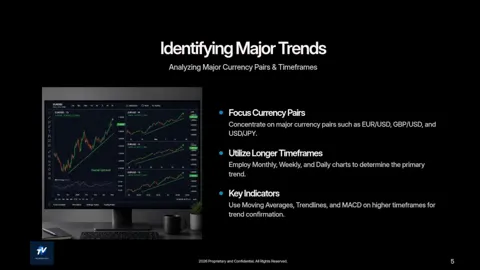 Identifying Major Trends
Analyzing Major Currency Pairs & Timeframes
Focus Currency Pairs
Concentrate on major currency pairs such as EUR/USD, GBP/USD, and
USD/JPY.
Utilize Longer Timeframes
Employ Monthly, Weekly, and Daily charts to determine the primary
trend.
Key Indicators
Use Moving Averages, Trendlines, and MACD on higher timeframes for
trend confirmation.
2026 Proprietary and Confidential. All Rights Reserved.
5